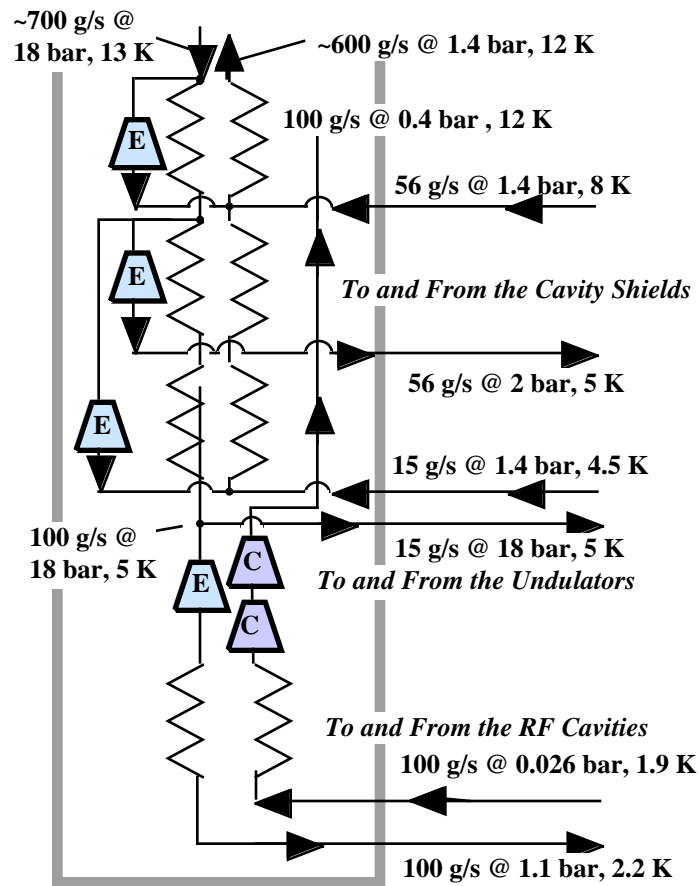 ~700 g/s @
18 bar, 13 K
~600 g/s @ 1.4 bar, 12 K
100 g/s @ 0.4 bar , 12 K
E
56 g/s @ 1.4 bar, 8 K
E
To and From the Cavity Shields
56 g/s @ 2 bar, 5 K
E
15 g/s @ 1.4 bar, 4.5 K
100 g/s @
18 bar, 5 K
15 g/s @ 18 bar, 5 K
C
To and From the Undulators
E
C
To and From the RF Cavities
100 g/s @ 0.026 bar, 1.9 K
100 g/s @ 1.1 bar, 2.2 K